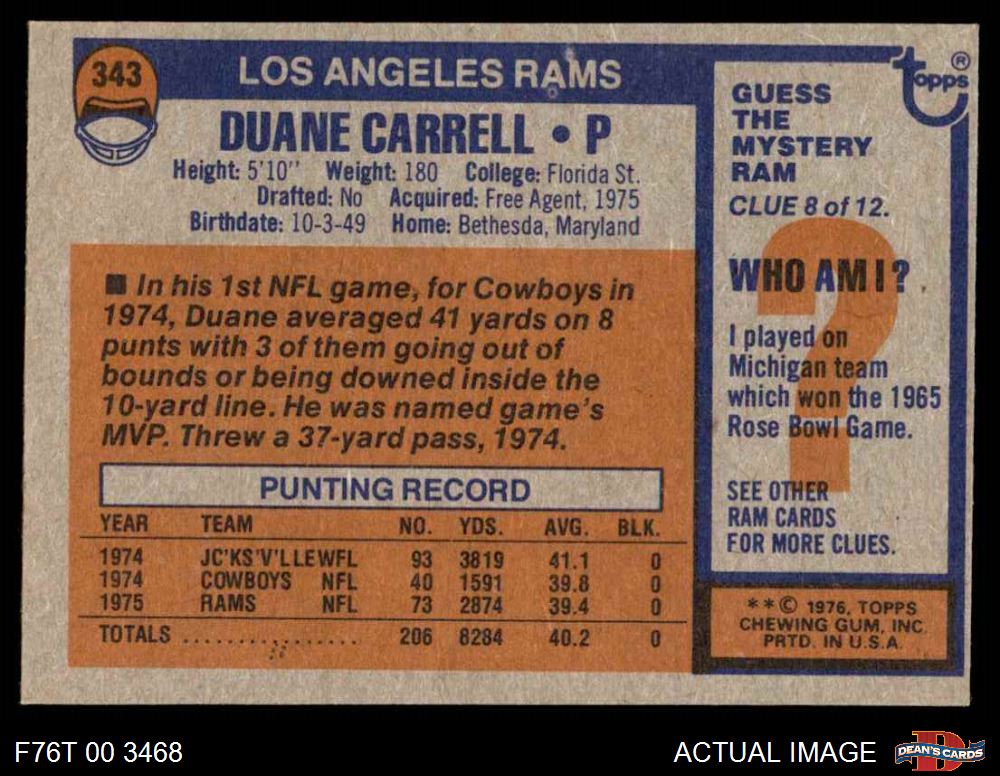 343
LOS ANGELES RAMS
DUANE CARRELL • P
Height: 5'10" Weight: 180 College: Florida St.
Drafted: No Acquired: Free Agent, 1975
Birthdate: 10-3-49 Home: Bethesda, Maryland
■ In his 1st NFL game, for Cowboys in
1974, Duane averaged 41 yards on 8
punts with 3 of them going out of
bounds or being downed inside the
10-yard line. He was named game's
MVP. Threw a 37-yard pass, 1974.
PUNTING RECORD
YEAR TEAM NO. YDS. AVG. BLK.
1974 JC'KS'V'LLE WFL 93 3819 41.1 0
1974 COWBOYS NFL 40 1591 39.8 0
1975 RAMS NFL 73 2874 39.4 0
TOTALS .................. 206 8284 40.2 0
topps®
GUESS
THE
MYSTERY
RAM
CLUE 8 of 12.
?
WHO AM I?
I played on
Michigan team
which won the 1965
Rose Bowl Game.
SEE OTHER
RAM CARDS
FOR MORE CLUES.
**© 1976, TOPPS
CHEWING GUM, INC.
PRTD. IN U.S.A.
F76T 00 3468
ACTUAL IMAGE
D
DEAN'S CARDS